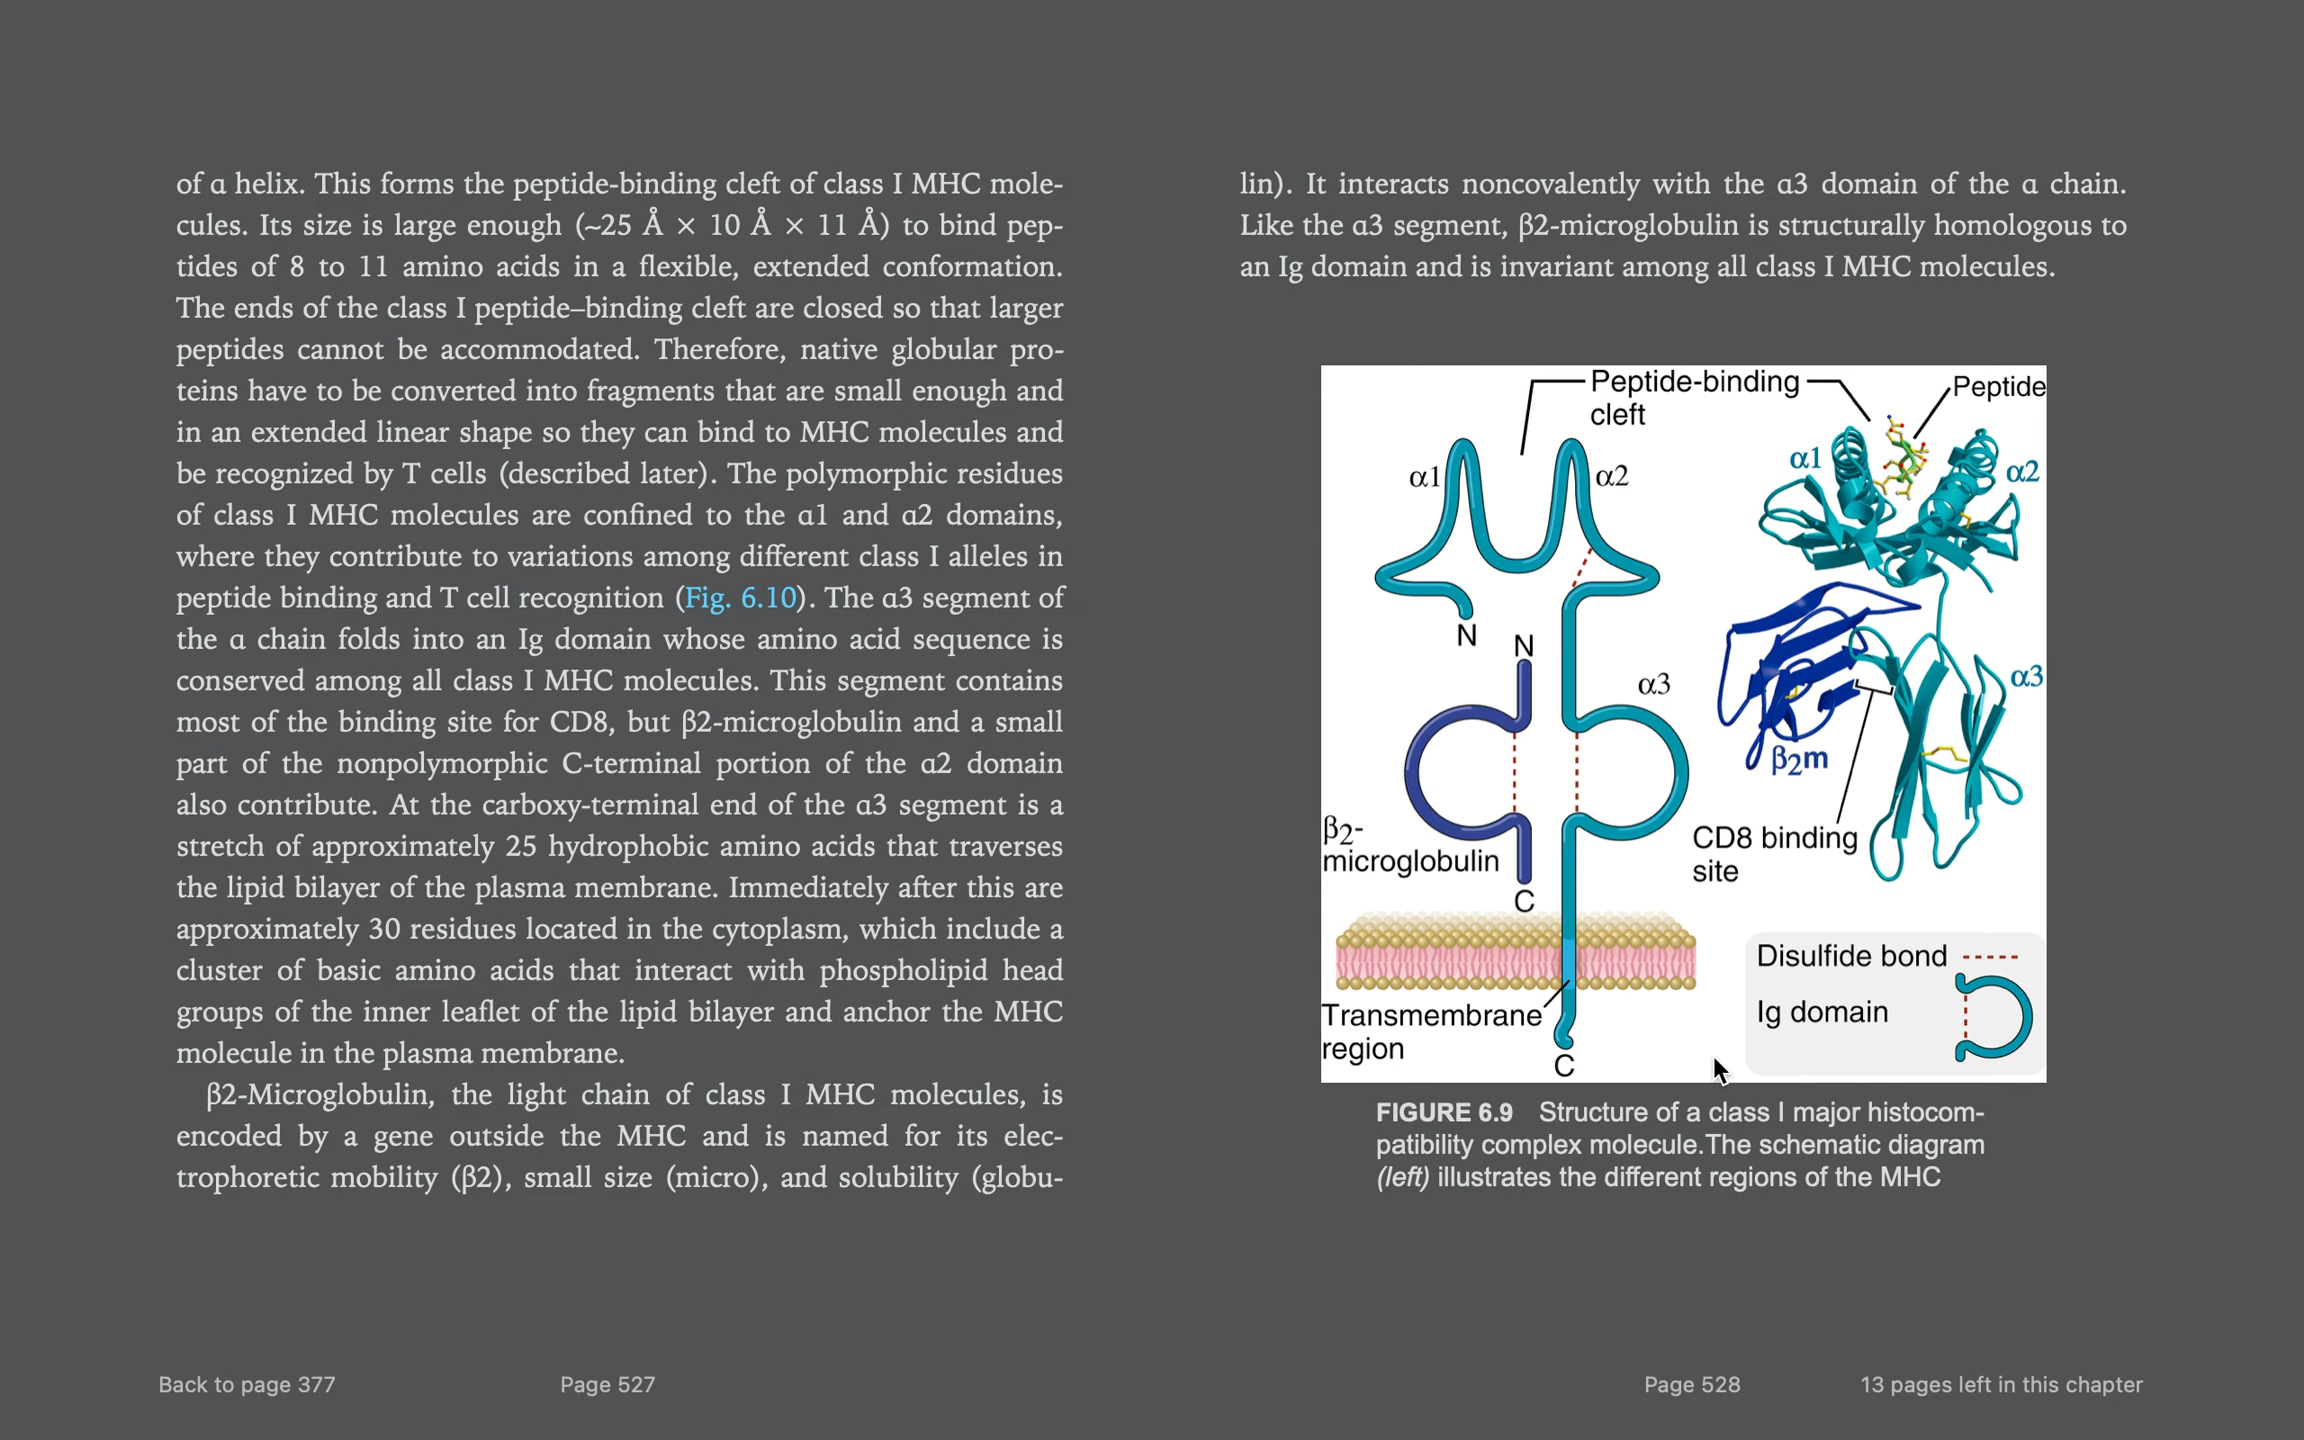 of α helix. This forms the peptide-binding cleft of class I MHC mole-
cules. Its size is large enough (~25 Å × 10 Å × 11 Å) to bind pep-
tides of 8 to 11 amino acids in a flexible, extended conformation.
The ends of the class I peptide–binding cleft are closed so that larger
peptides cannot be accommodated. Therefore, native globular pro-
teins have to be converted into fragments that are small enough and
in an extended linear shape so they can bind to MHC molecules and
be recognized by T cells (described later). The polymorphic residues
of class I MHC molecules are confined to the α1 and α2 domains,
where they contribute to variations among different class I alleles in
peptide binding and T cell recognition (Fig. 6.10). The α3 segment of
the α chain folds into an Ig domain whose amino acid sequence is
conserved among all class I MHC molecules. This segment contains
most of the binding site for CD8, but β2-microglobulin and a small
part of the nonpolymorphic C-terminal portion of the α2 domain
also contribute. At the carboxy-terminal end of the α3 segment is a
stretch of approximately 25 hydrophobic amino acids that traverses
the lipid bilayer of the plasma membrane. Immediately after this are
approximately 30 residues located in the cytoplasm, which include a
cluster of basic amino acids that interact with phospholipid head
groups of the inner leaflet of the lipid bilayer and anchor the MHC
molecule in the plasma membrane.
β2-Microglobulin, the light chain of class I MHC molecules, is
encoded by a gene outside the MHC and is named for its elec-
trophoretic mobility (β2), small size (micro), and solubility (globu-
lin). It interacts noncovalently with the α3 domain of the α chain.
Like the α3 segment, β2-microglobulin is structurally homologous to
an Ig domain and is invariant among all class I MHC molecules.
Peptide-binding
cleft
Peptide
α1
α2
α1
α2
N
N
α3
α3
β2m
β2-
microglobulin
CD8 binding
site
C
Transmembrane
region
C
Disulfide bond
Ig domain
FIGURE 6.9 Structure of a class I major histocom-
patibility complex molecule.The schematic diagram
(left) illustrates the different regions of the MHC
Back to page 377
Page 527
Page 528
13 pages left in this chapter